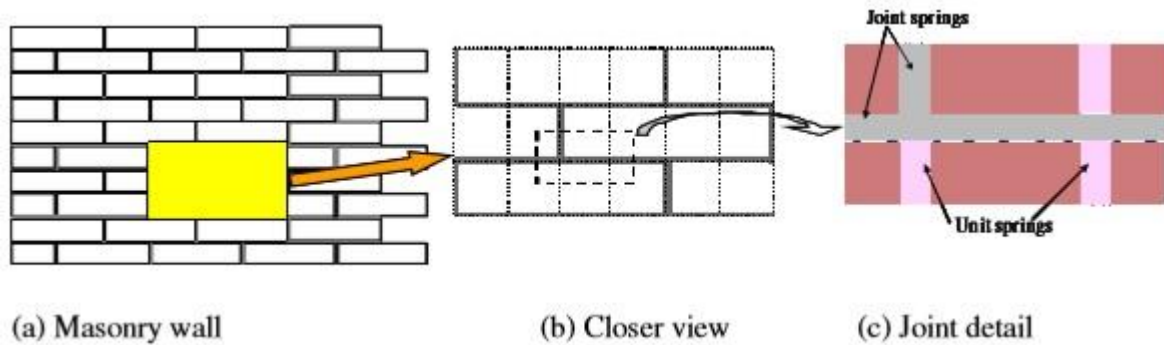 Joint springs
Unit springs
(a) Masonry wall
(b) Closer view
(c) Joint detail